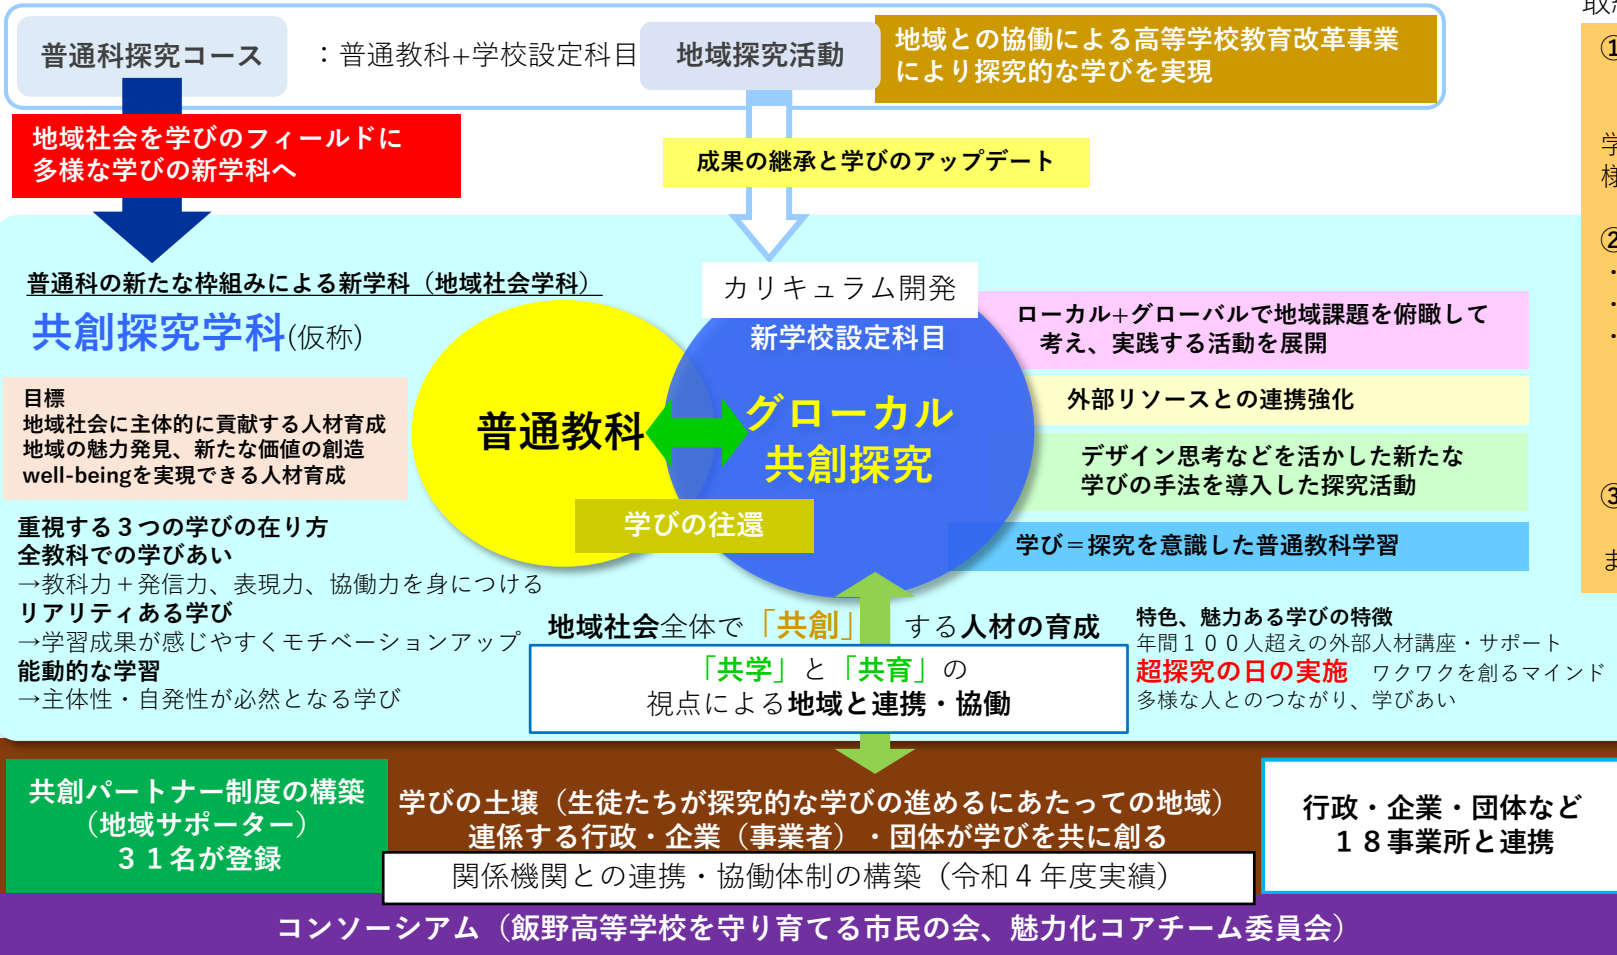 普通科探究コース
：普通教科+学校設定科目
地域探究活動
地域との協働による高等学校教育改革事業
により探究的な学びを実現
地域社会を学びのフィールドに
多様な学びの新学科へ
成果の継承と学びのアップデート
普通科の新たな枠組みによる新学科（地域社会学科）
共創探究学科(仮称)
目標
地域社会に主体的に貢献する人材育成
地域の魅力発見、新たな価値の創造
well-beingを実現できる人材育成
重視する３つの学びの在り方
全教科での学びあい
→教科力＋発信力、表現力、協働力を身につける
リアリティある学び
→学習成果が感じやすくモチベーションアップ
能動的な学習
→主体性・自発性が必然となる学び
カリキュラム開発
新学校設定科目
普通教科
グローカル
共創探究
学びの往還
ローカル+グローバルで地域課題を俯瞰して
考え、実践する活動を展開
外部リソースとの連携強化
デザイン思考などを活かした新たな
学びの手法を導入した探究活動
学び＝探究を意識した普通教科学習
地域社会全体で「共創」する人材の育成
「共学」と「共育」の
視点による地域と連携・協働
特色、魅力ある学びの特徴
年間１００人超えの外部人材講座・サポート
超探究の日の実施　ワクワクを創るマインド
多様な人とのつながり、学びあい
共創パートナー制度の構築
（地域サポーター）
３１名が登録
学びの土壌（生徒たちが探究的な学びの進めるにあたっての地域）
連係する行政・企業（事業者）・団体が学びを共に創る
関係機関との連携・協働体制の構築（令和４年度実績）
行政・企業・団体など
１８事業所と連携
コンソーシアム（飯野高等学校を守り育てる市民の会、魅力化コアチーム委員会）
①
学
様
②
・
・
・
③